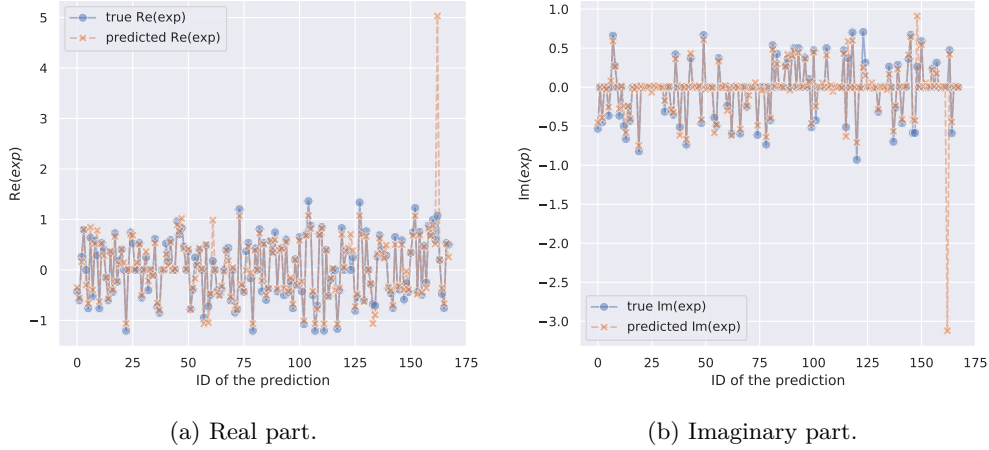 true Re(exp)
predicted Re(exp)
5
4
3
2
1
0
−1
Re(exp)
0 25 50 75 100 125 150 175
ID of the prediction
(a) Real part.
1.0
0.5
0.0
−0.5
−1.0
−1.5
−2.0
−2.5
−3.0
Im(exp)
true Im(exp)
predicted Im(exp)
0 25 50 75 100 125 150 175
ID of the prediction
(b) Imaginary part.